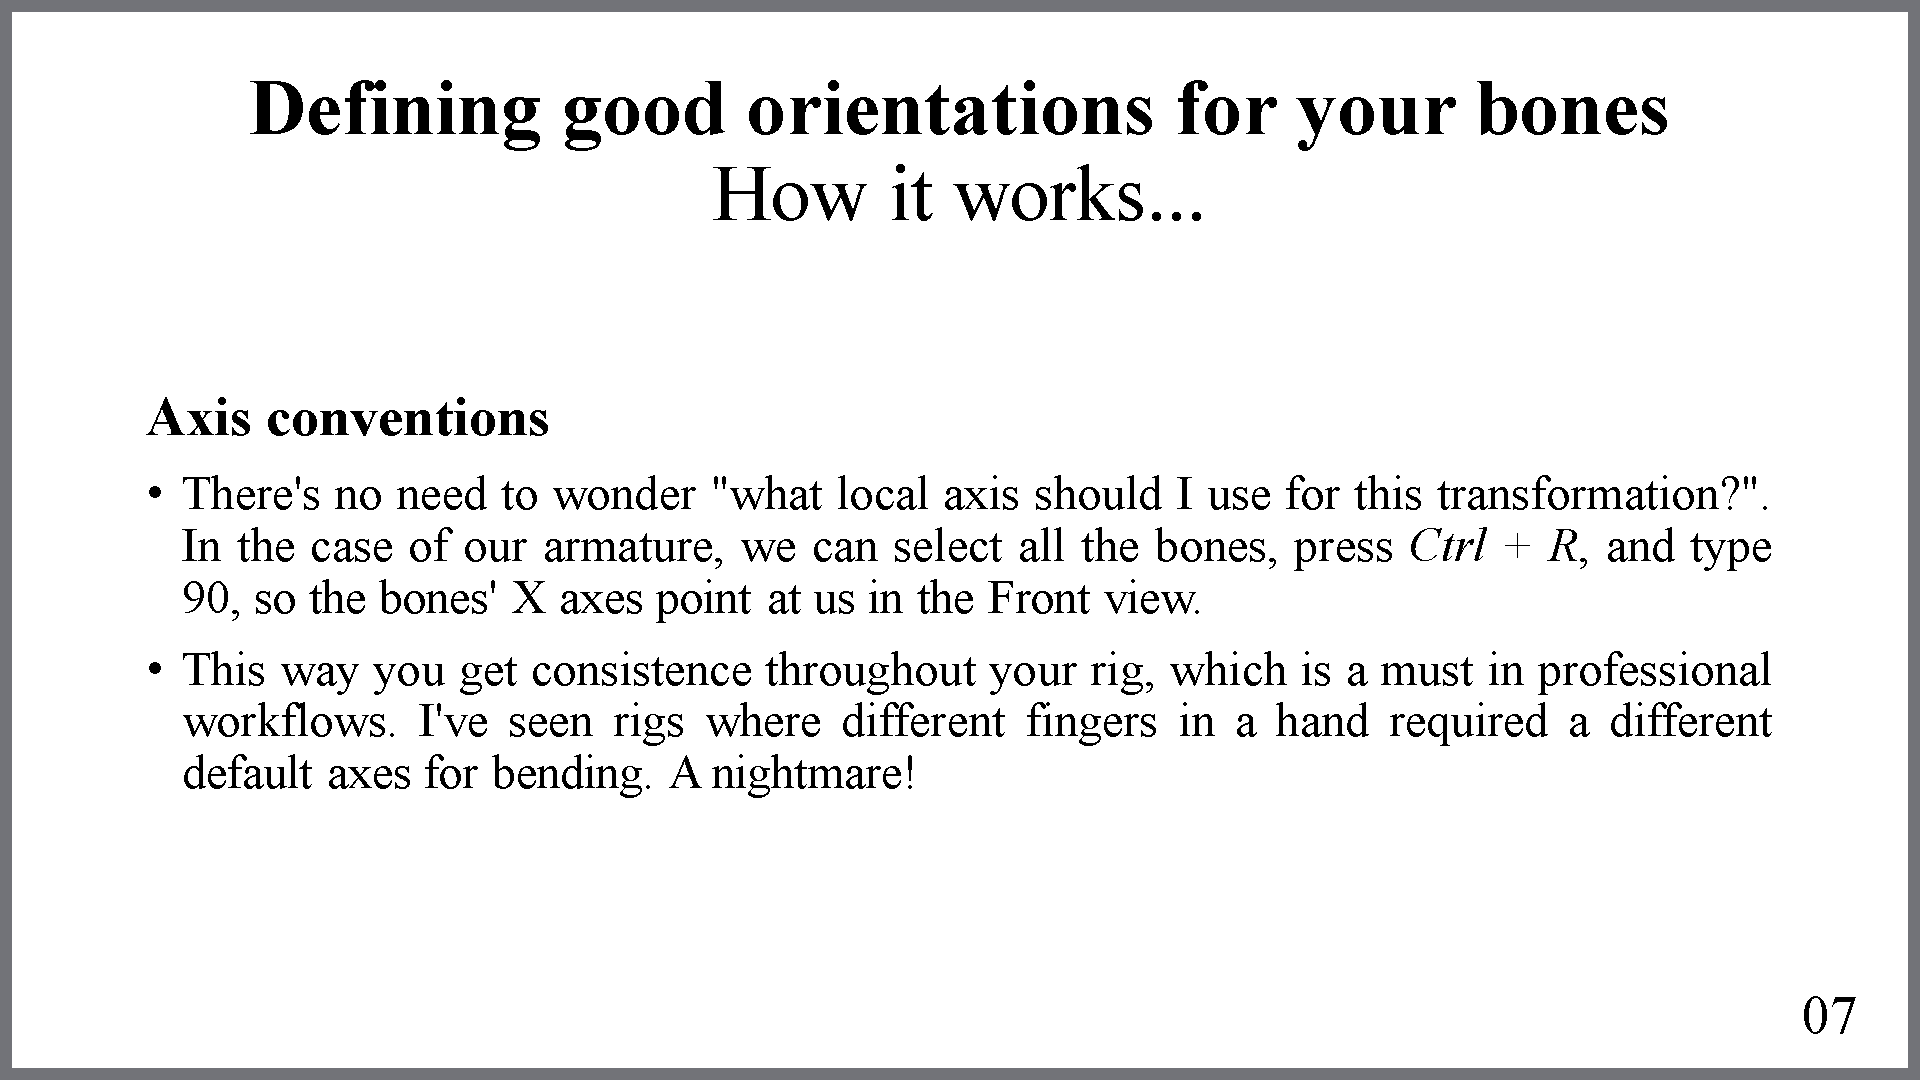 Defining good orientations for your bones
How it works...
Axis conventions
• There's no need to wonder "what local axis should I use for this transformation?".
In the case of our armature, we can select all the bones, press Ctrl + R, and type
90, so the bones' X axes point at us in the Front view.
• This way you get consistence throughout your rig, which is a must in professional
workflows. I've seen rigs where different fingers in a hand required a different
default axes for bending. A nightmare!
07